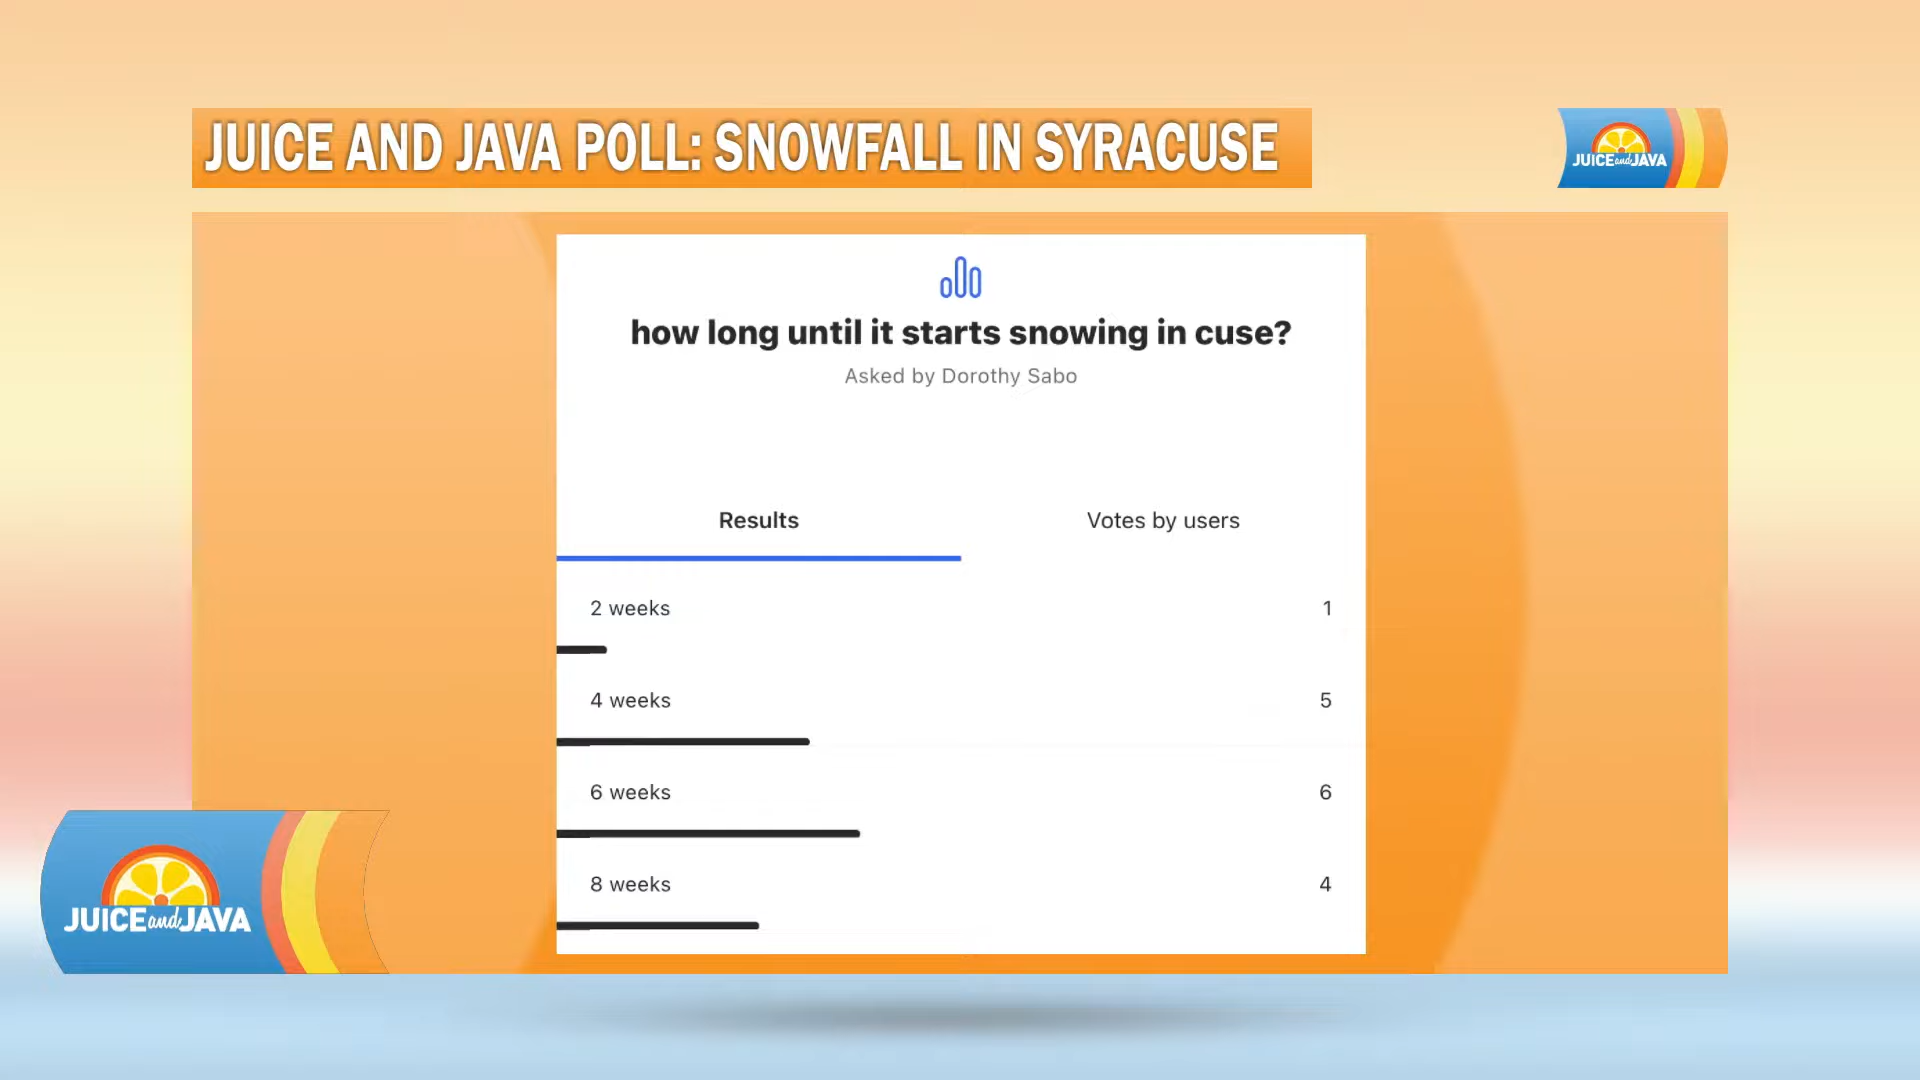 JUICE AND JAVA POLL: SNOWFALL IN SYRACUSE
JUICE and JAVA
how long until it starts snowing in cuse?
Asked by Dorothy Sabo
Results
Votes by users
2 weeks 1
4 weeks 5
6 weeks 6
8 weeks 4
JUICE and JAVA